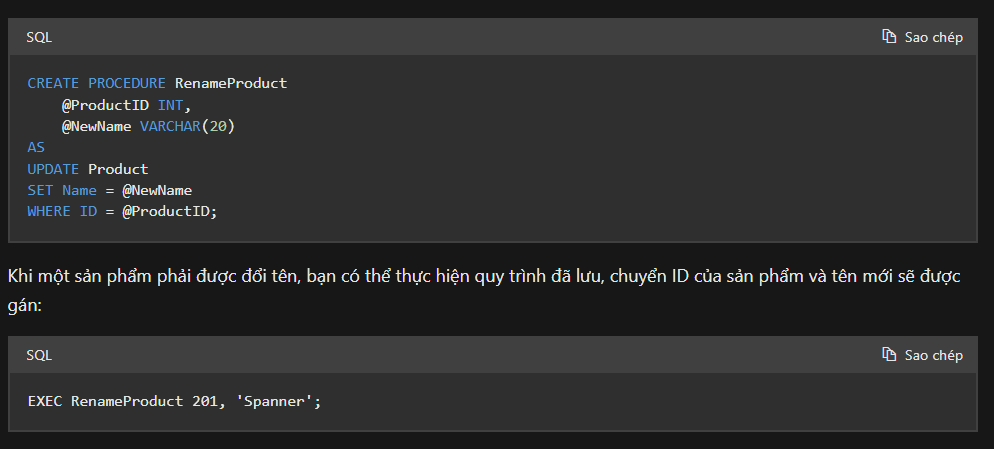 SQL
Sao chép
CREATE PROCEDURE RenameProduct
    @ProductID INT,
    @NewName VARCHAR(20)
AS
UPDATE Product
SET Name = @NewName
WHERE ID = @ProductID;
Khi một sản phẩm phải được đổi tên, bạn có thể thực hiện quy trình đã lưu, chuyển ID của sản phẩm và tên mới sẽ được
gán:
SQL
Sao chép
EXEC RenameProduct 201, 'Spanner';